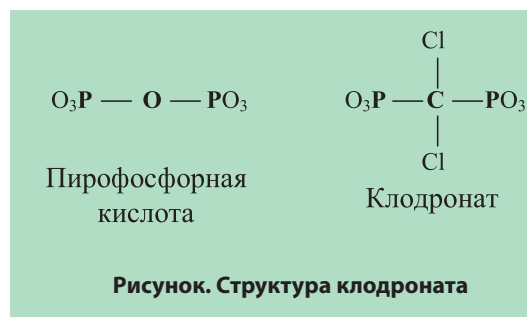 Cl
O₃P — O — PO₃
O₃P — C — PO₃
Cl
Пирофосфорная
кислота
Клодронат
Рисунок. Структура клодроната